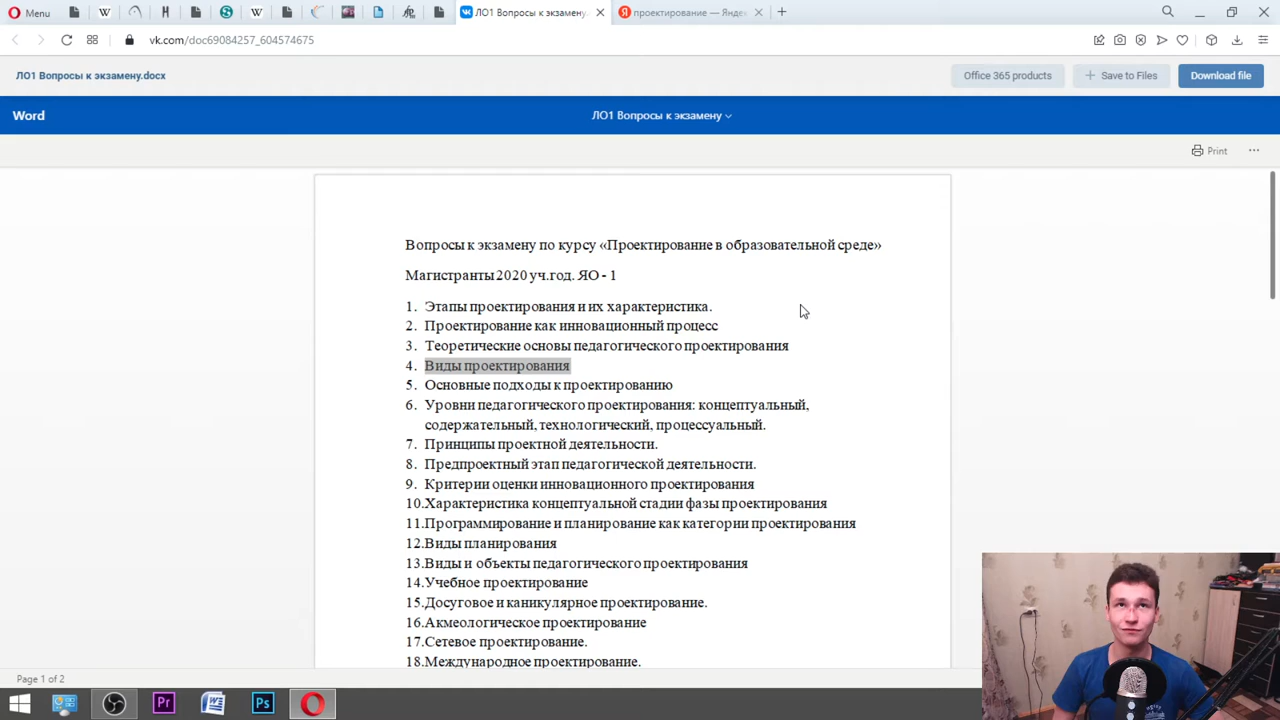 Menu
ЛО1 Вопросы к экзамену.
проектирование — Яндек
vk.com/doc69084257_604574675
ЛО1 Вопросы к экзамену.docx
Office 365 products
+ Save to Files
Download file
Word
ЛО1 Вопросы к экзамену
Print
Вопросы к экзамену по курсу «Проектирование в образовательной среде»
Магистранты 2020 уч.год. ЯО - 1
1. Этапы проектирования и их характеристика.
2. Проектирование как инновационный процесс
3. Теоретические основы педагогического проектирования
4. Виды проектирования
5. Основные подходы к проектированию
6. Уровни педагогического проектирования: концептуальный,
содержательный, технологический, процессуальный.
7. Принципы проектной деятельности.
8. Предпроектный этап педагогической деятельности.
9. Критерии оценки инновационного проектирования
10.Характеристика концептуальной стадии фазы проектирования
11.Программирование и планирование как категории проектирования
12.Виды планирования
13.Виды и объекты педагогического проектирования
14.Учебное проектирование
15.Досуговое и каникулярное проектирование.
16.Акмеологическое проектирование
17.Сетевое проектирование.
18.Международное проектирование.
Page 1 of 2
Pr
Ps